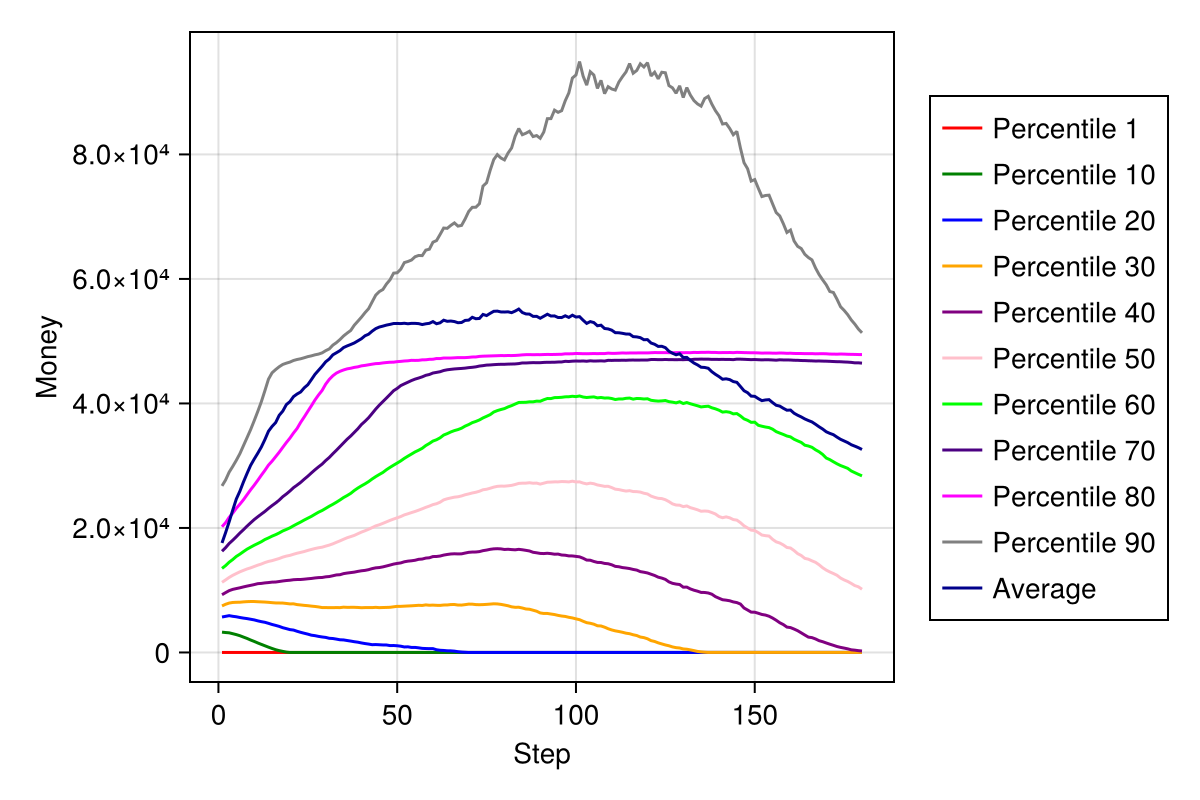 8.0×10⁴
6.0×10⁴
4.0×10⁴
2.0×10⁴
0
Money
0 50 100 150
Step
Percentile 1
Percentile 10
Percentile 20
Percentile 30
Percentile 40
Percentile 50
Percentile 60
Percentile 70
Percentile 80
Percentile 90
Average